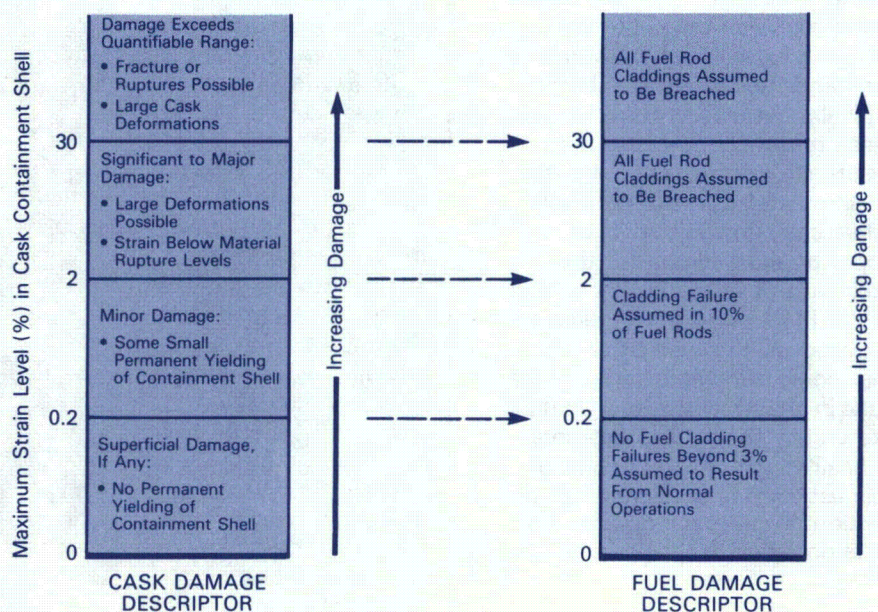 Maximum Strain Level (%) in Cask Containment Shell
Damage Exceeds
Quantifiable Range:
• Fracture or
Ruptures Possible
• Large Cask
Deformations
30
Significant to Major
Damage:
• Large Deformations
Possible
• Strain Below Material
Rupture Levels
2
Minor Damage:
• Some Small
Permanent Yielding
of Containment Shell
0.2
Superficial Damage,
If Any:
• No Permanent
Yielding of
Containment Shell
0
CASK DAMAGE
DESCRIPTOR
Increasing Damage
All Fuel Rod
Claddings Assumed
to Be Breached
30
All Fuel Rod
Claddings Assumed
to Be Breached
2
Cladding Failure
Assumed in 10%
of Fuel Rods
0.2
No Fuel Cladding
Failures Beyond 3%
Assumed to Result
From Normal
Operations
0
FUEL DAMAGE
DESCRIPTOR
Increasing Damage